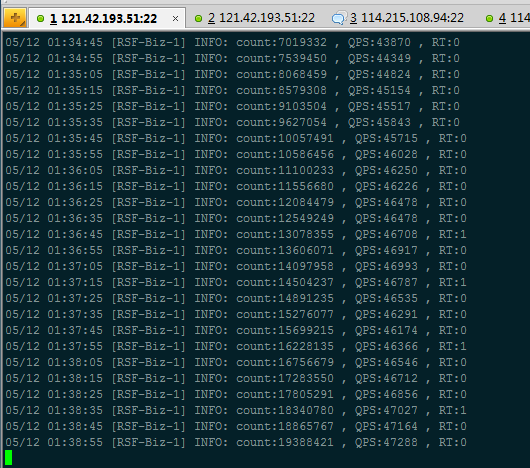 1 121.42.193.51:22 × 2 121.42.193.51:22 3 114.215.108.94:22 4 114
05/12 01:34:45 [RSF-Biz-1] INFO: count:7019332 , QPS:43870 , RT:0
05/12 01:34:55 [RSF-Biz-1] INFO: count:7539450 , QPS:44349 , RT:0
05/12 01:35:05 [RSF-Biz-1] INFO: count:8068459 , QPS:44824 , RT:0
05/12 01:35:15 [RSF-Biz-1] INFO: count:8579308 , QPS:45154 , RT:0
05/12 01:35:25 [RSF-Biz-1] INFO: count:9103504 , QPS:45517 , RT:0
05/12 01:35:35 [RSF-Biz-1] INFO: count:9627054 , QPS:45843 , RT:0
05/12 01:35:45 [RSF-Biz-1] INFO: count:10057491 , QPS:45715 , RT:0
05/12 01:35:55 [RSF-Biz-1] INFO: count:10586456 , QPS:46028 , RT:0
05/12 01:36:05 [RSF-Biz-1] INFO: count:11100233 , QPS:46250 , RT:0
05/12 01:36:15 [RSF-Biz-1] INFO: count:11556680 , QPS:46226 , RT:0
05/12 01:36:25 [RSF-Biz-1] INFO: count:12084479 , QPS:46478 , RT:0
05/12 01:36:35 [RSF-Biz-1] INFO: count:12549249 , QPS:46478 , RT:0
05/12 01:36:45 [RSF-Biz-1] INFO: count:13078355 , QPS:46708 , RT:1
05/12 01:36:55 [RSF-Biz-1] INFO: count:13606071 , QPS:46917 , RT:0
05/12 01:37:05 [RSF-Biz-1] INFO: count:14097958 , QPS:46993 , RT:0
05/12 01:37:15 [RSF-Biz-1] INFO: count:14504237 , QPS:46787 , RT:1
05/12 01:37:25 [RSF-Biz-1] INFO: count:14891235 , QPS:46535 , RT:0
05/12 01:37:35 [RSF-Biz-1] INFO: count:15276077 , QPS:46291 , RT:0
05/12 01:37:45 [RSF-Biz-1] INFO: count:15699215 , QPS:46174 , RT:0
05/12 01:37:55 [RSF-Biz-1] INFO: count:16228135 , QPS:46366 , RT:1
05/12 01:38:05 [RSF-Biz-1] INFO: count:16756679 , QPS:46546 , RT:0
05/12 01:38:15 [RSF-Biz-1] INFO: count:17283550 , QPS:46712 , RT:0
05/12 01:38:25 [RSF-Biz-1] INFO: count:17805291 , QPS:46856 , RT:0
05/12 01:38:35 [RSF-Biz-1] INFO: count:18340780 , QPS:47027 , RT:1
05/12 01:38:45 [RSF-Biz-1] INFO: count:18865767 , QPS:47164 , RT:0
05/12 01:38:55 [RSF-Biz-1] INFO: count:19388421 , QPS:47288 , RT:0